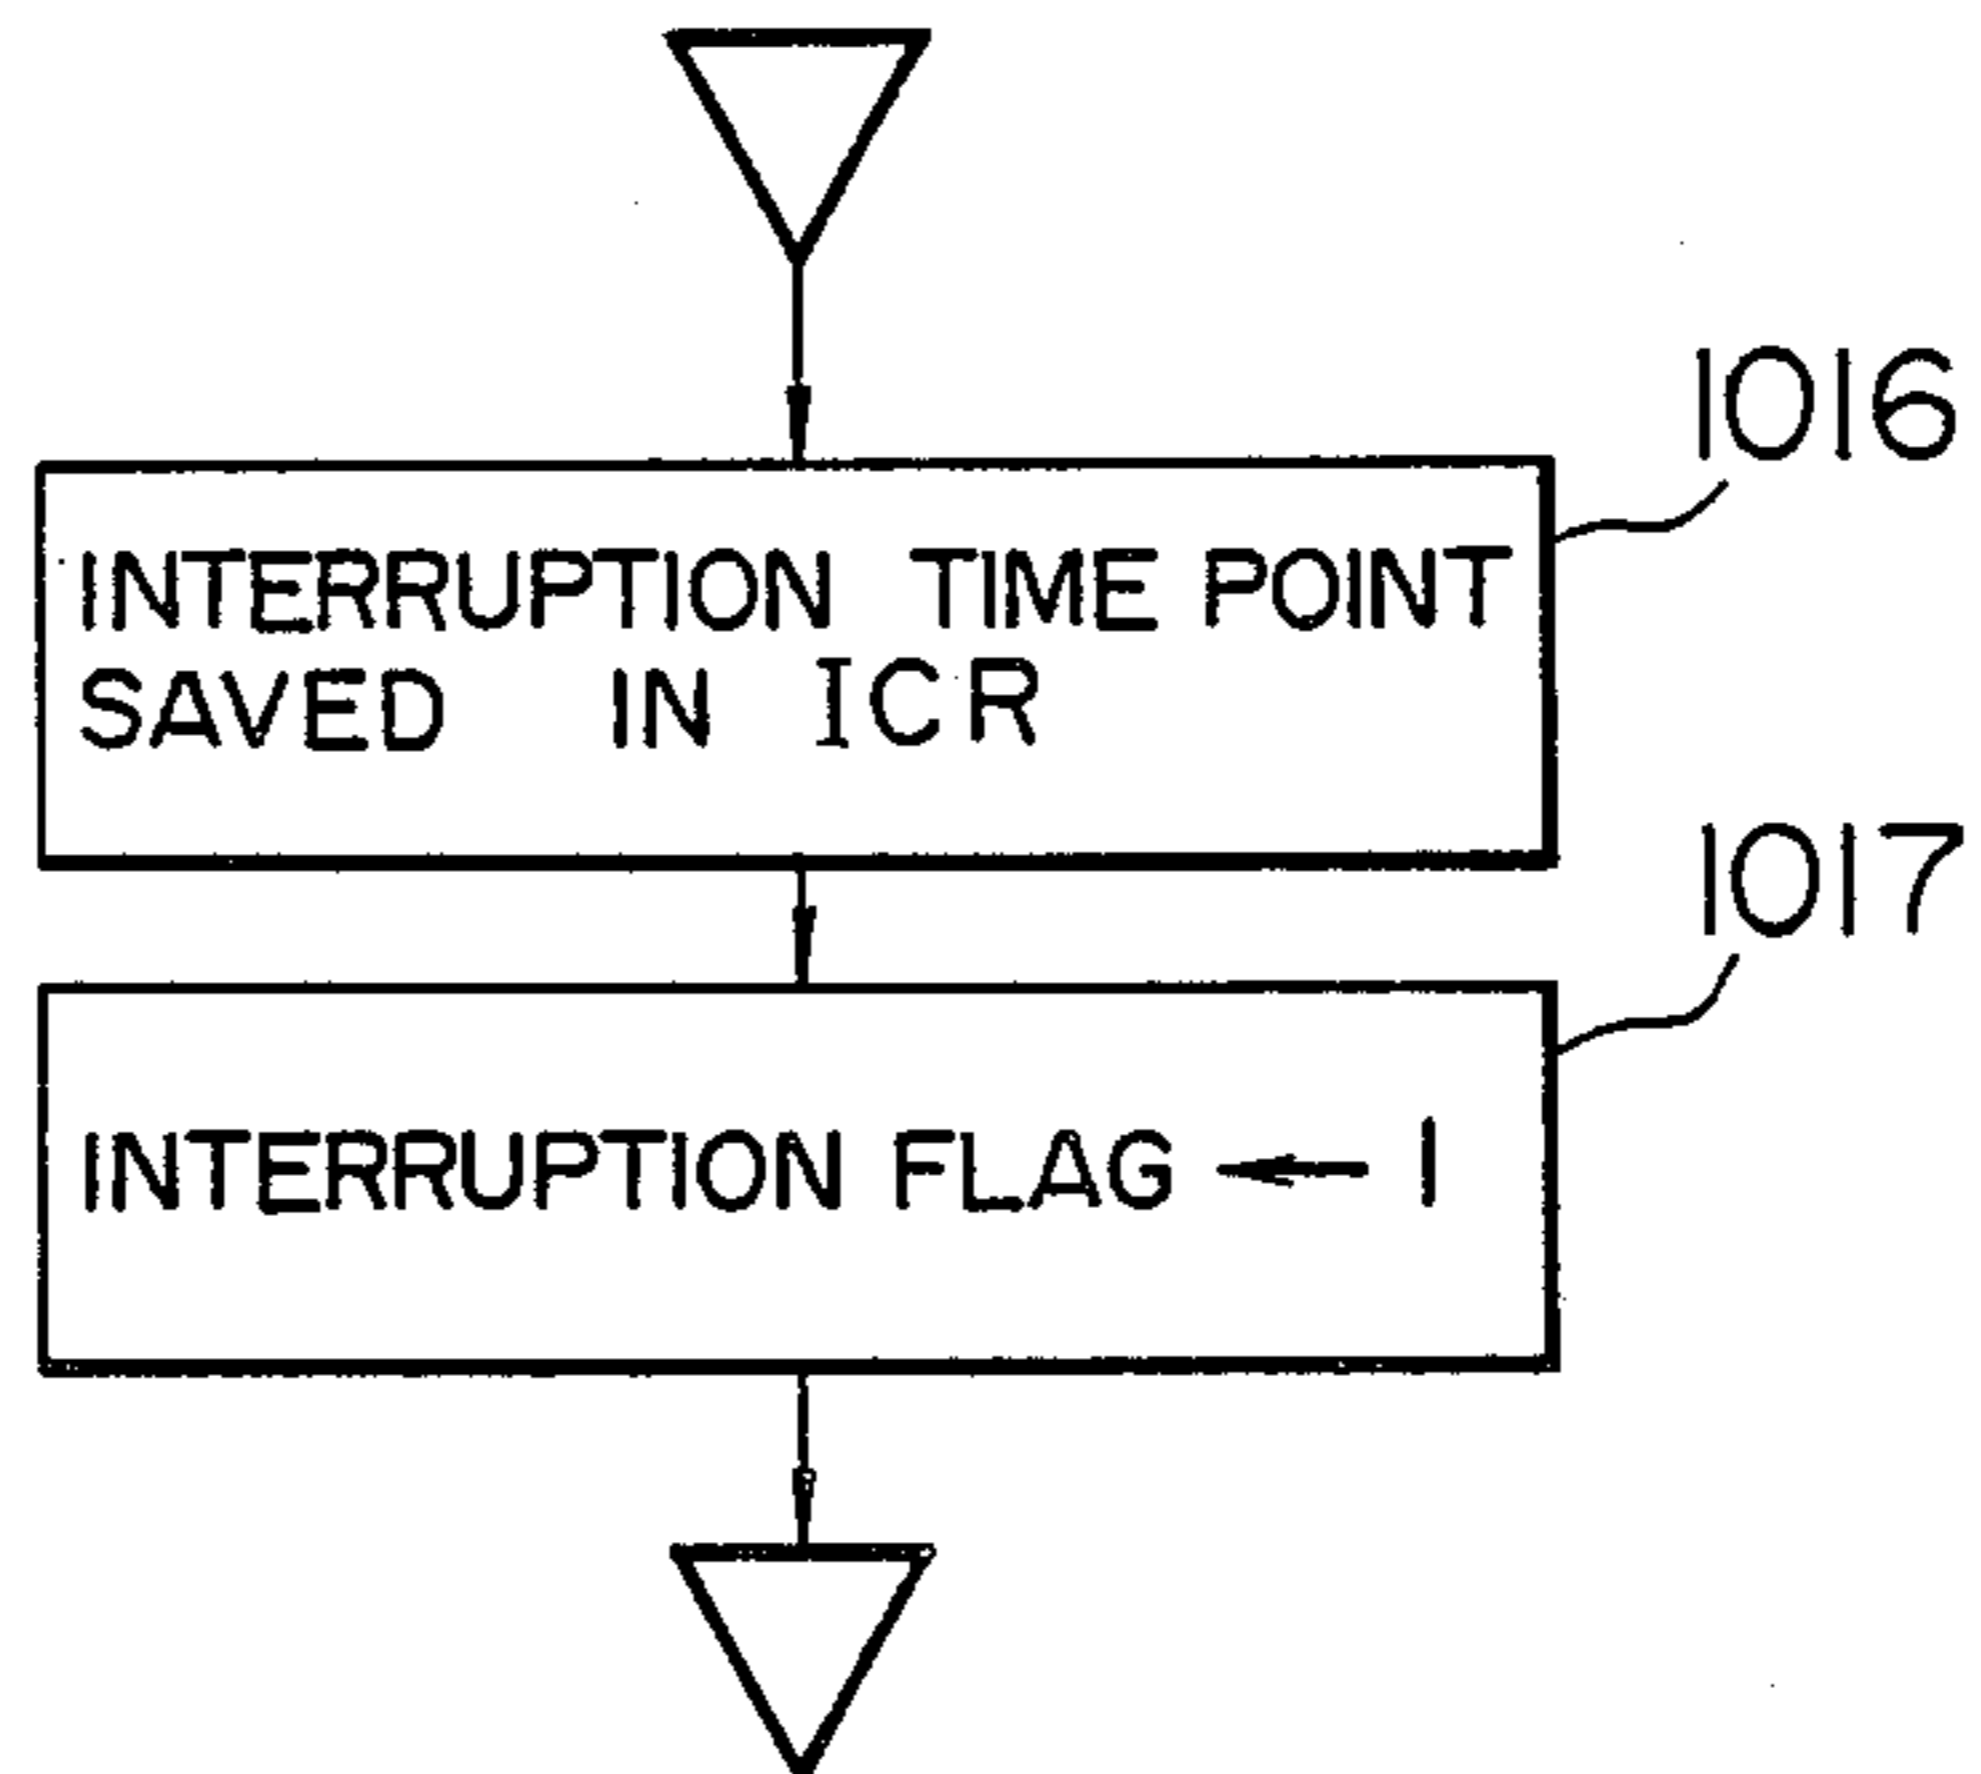 1016
INTERRUPTION TIME POINT
SAVED IN ICR
1017
INTERRUPTION FLAG ← 1